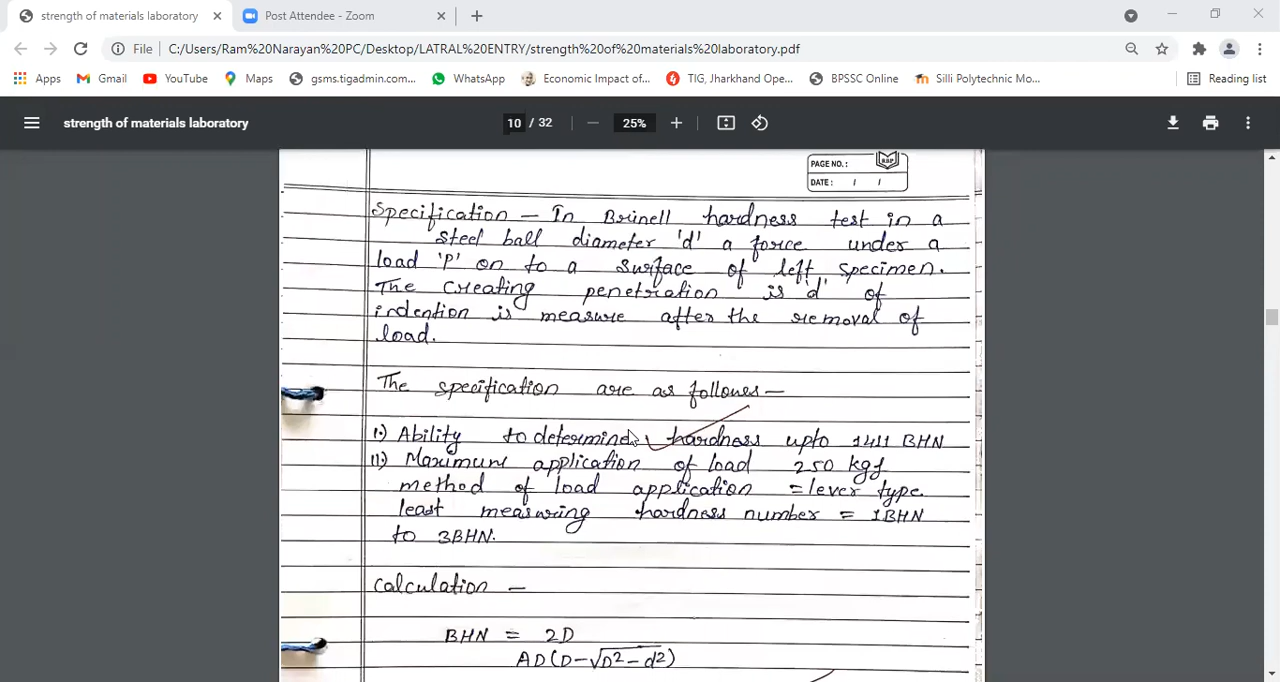 strength of materials laboratory
Post Attendee - Zoom
File
C:/Users/Ram%20Narayan%20PC/Desktop/LATRAL%20ENTRY/strength%20of%20materials%20laboratory.pdf
Apps
Gmail
YouTube
Maps
gsms.tigadmin.com...
WhatsApp
Economic Impact of...
TIG, Jharkhand Ope...
BPSSC Online
Silli Polytechnic Mo...
Reading list
strength of materials laboratory
10 / 32
25%
PAGE NO.:
DATE: / /
Specification - In Brinell hardness test in a
steel ball diameter 'd' a force under a
load 'P' on to a surface of left specimen.
The creating penetration is 'd' of
indention is measure after the removal of
load.
The specification are as follows -
i.) Ability to determines hardness upto 1411 BHN
ii.) Maximum application of load 250 kgf
method of load application = lever type.
least measuring hardness number = 1BHN
to 3BHN.
Calculation -
BHN = 2D
AD(D-√D²-d²)